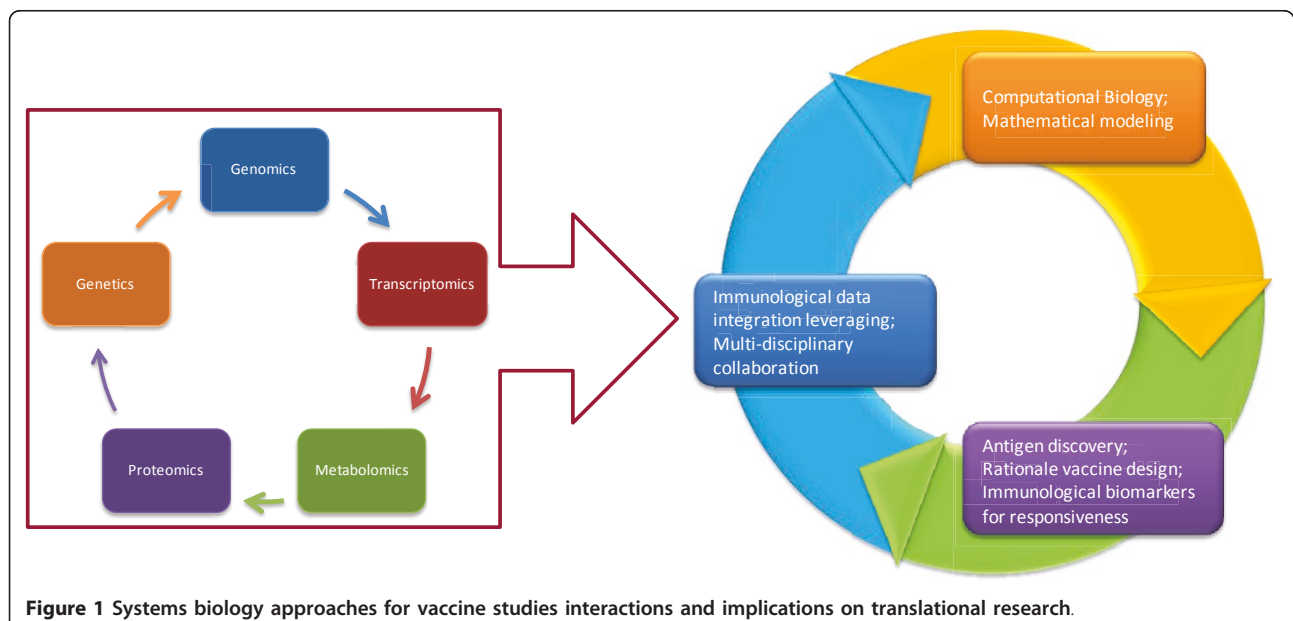 Genomics
Genetics
Transcriptomics
Proteomics
Metabolomics
Computational Biology;
Mathematical modeling
Immunological data
integration leveraging;
Multi-disciplinary
collaboration
Antigen discovery;
Rationale vaccine design;
Immunological biomarkers
for responsiveness
Figure 1 Systems biology approaches for vaccine studies interactions and implications on translational research.